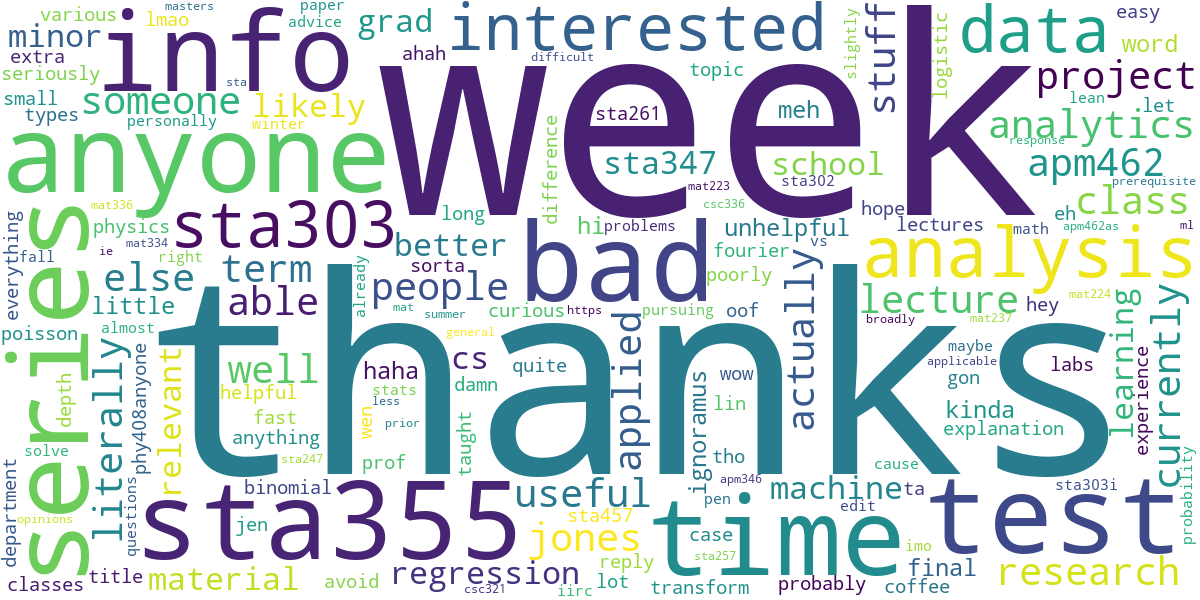 various
masters
paper
advice
lmao
minor
extra
seriously
info
grad
ahah
interested
difficult
slightly
stuff
logistic
data
easy
word
project
small
types
someone
personally
sta
likely
winter
topic
week
sta261
meh
lean
let
analytics
response
anyone
difference
sta347
school
sta302
apm462
prerequisite
mat223
csc336
class
mat336
physics
mat334
ie
right
sta303
long
hi
problems
unhelpful
hope
lectures
eh
math
apm462as
ml
everything
fall
series
else
term
better
sorta
bad
fourier
vs
poorly
analysis
able
people
already
mat
summer
curious
https
pursuing
actually
lecture
hey
mat224
mat237
broadly
little
almost
poisson
literally
phy408anyone
relevant
thanks
general
oof
applied
learning
currently
maybe
applicable
labs
experience
well
haha
cs
quite
wow
gon
depth
helpful
stats
damn
less
fast
wen
prior
lin
ignoramus
kinda
explanation
anything
taught
tho
solve
sta247
prof
apm346
cause
probability
department
questions
opinions
sta355
binomial
jen
useful
sta457
pen
time
machine
ta
edit
test
sta303i
jones
case
sta257
imo
classes
title
material
avoid
regression
csc321
reply
iirc
lot
transform
probably
final
coffee
research